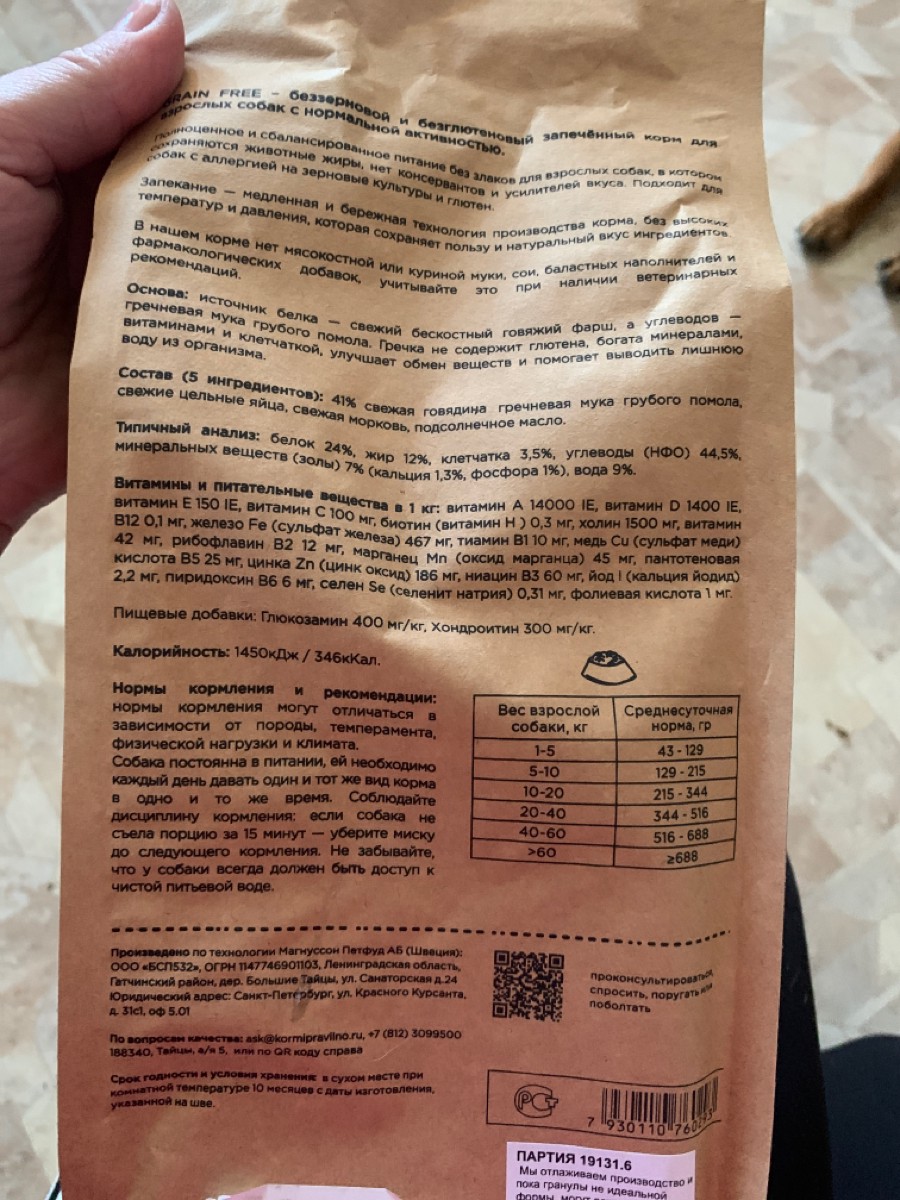 GRAIN FREE – беззерновой и безглютеновый запечённый корм для
взрослых собак с нормальной активностью.
Полноценное и сбалансированное питание без злаков для взрослых собак, в котором
сохраняются животные жиры, нет консервантов и усилителей вкуса. Подходит для
собак с аллергией на зерновые культуры и глютен.
Запекание — медленная и бережная технология производства корма, без высоких
температур и давления, которая сохраняет пользу и натуральный вкус ингредиентов
В нашем корме нет мясокостной или куриной муки, сои, баластных наполнителей и
фармакологических добавок, учитывайте это при наличии ветеринарных
рекомендаций.
Основа: источник белка — свежий бескостный говяжий фарш, а углеводов —
гречневая мука грубого помола. Гречка не содержит глютена, богата минералами,
витаминами и клетчаткой, улучшает обмен веществ и помогает выводить лишнюю
воду из организма.
Состав (5 ингредиентов): 41% свежая говядина гречневая мука грубого помола,
свежие цельные яйца, свежая морковь, подсолнечное масло.
Типичный анализ: белок 24%, жир 12%, клетчатка 3,5%, углеводы (НФО) 44,5%,
минеральных веществ (золы) 7% (кальция 1,3%, фосфора 1%), вода 9%.
Витамины и питательные вещества в 1 кг: витамин А 14000 IE, витамин D 1400 IE,
витамин Е 150 IE, витамин С 100 мг, биотин (витамин Н ) 0,3 мг, холин 1500 мг, витамин
В12 0,1 мг, железо Fe (сульфат железа) 467 мг, тиамин В1 10 мг, медь Cu (сульфат меди)
42 мг, рибофлавин В2 12 мг, марганец Mn (оксид марганца) 45 мг, пантотеновая
кислота В5 25 мг, цинка Zn (цинк оксид) 186 мг, ниацин В3 60 мг, йод I (кальция йодид)
2,2 мг, пиридоксин В6 6 мг, селен Se (селенит натрия) 0,31 мг, фолиевая кислота 1 мг.
Пищевые добавки: Глюкозамин 400 мг/кг, Хондроитин 300 мг/кг.
Калорийность: 1450кДж / 346кКал.
Нормы кормления и рекомендации:
нормы кормления могут отличаться в
зависимости от породы, темперамента,
физической нагрузки и климата.
Собака постоянна в питании, ей необходимо
каждый день давать один и тот же вид корма
в одно и то же время. Соблюдайте
дисциплину кормления: если собака не
съела порцию за 15 минут — уберите миску
до следующего кормления. Не забывайте,
что у собаки всегда должен быть доступ к
чистой питьевой воде.
Вес взрослой собаки, кг Среднесуточная норма, гр
1-5 43 - 129
5-10 129 - 215
10-20 215 - 344
20-40 344 - 516
40-60 516 - 688
>60 ≥688
Произведено по технологии Магнуссон Петфуд АБ (Швеция):
ООО «БСП532», ОГРН 1147746901103, Ленинградская область,
Гатчинский район, дер. Большие Тайцы, ул. Санаторская д.24
Юридический адрес: Санкт-Петербург, ул. Красного Курсанта,
д. 31с1, оф 5.01
По вопросам качества: ask@kormipravilno.ru, +7 (812) 3099500
188340, Тайцы, а/я 5, или по QR коду справа
Срок годности и условия хранения: в сухом месте при
комнатной температуре 10 месяцев с даты изготовления,
указанной на шве.
проконсультировать,
спросить, поругать или
поболтать
РСТ
7 930110 760293
ПАРТИЯ 19131.6
Мы отлаживаем производство и
пока гранулы не идеальной
формы, могут